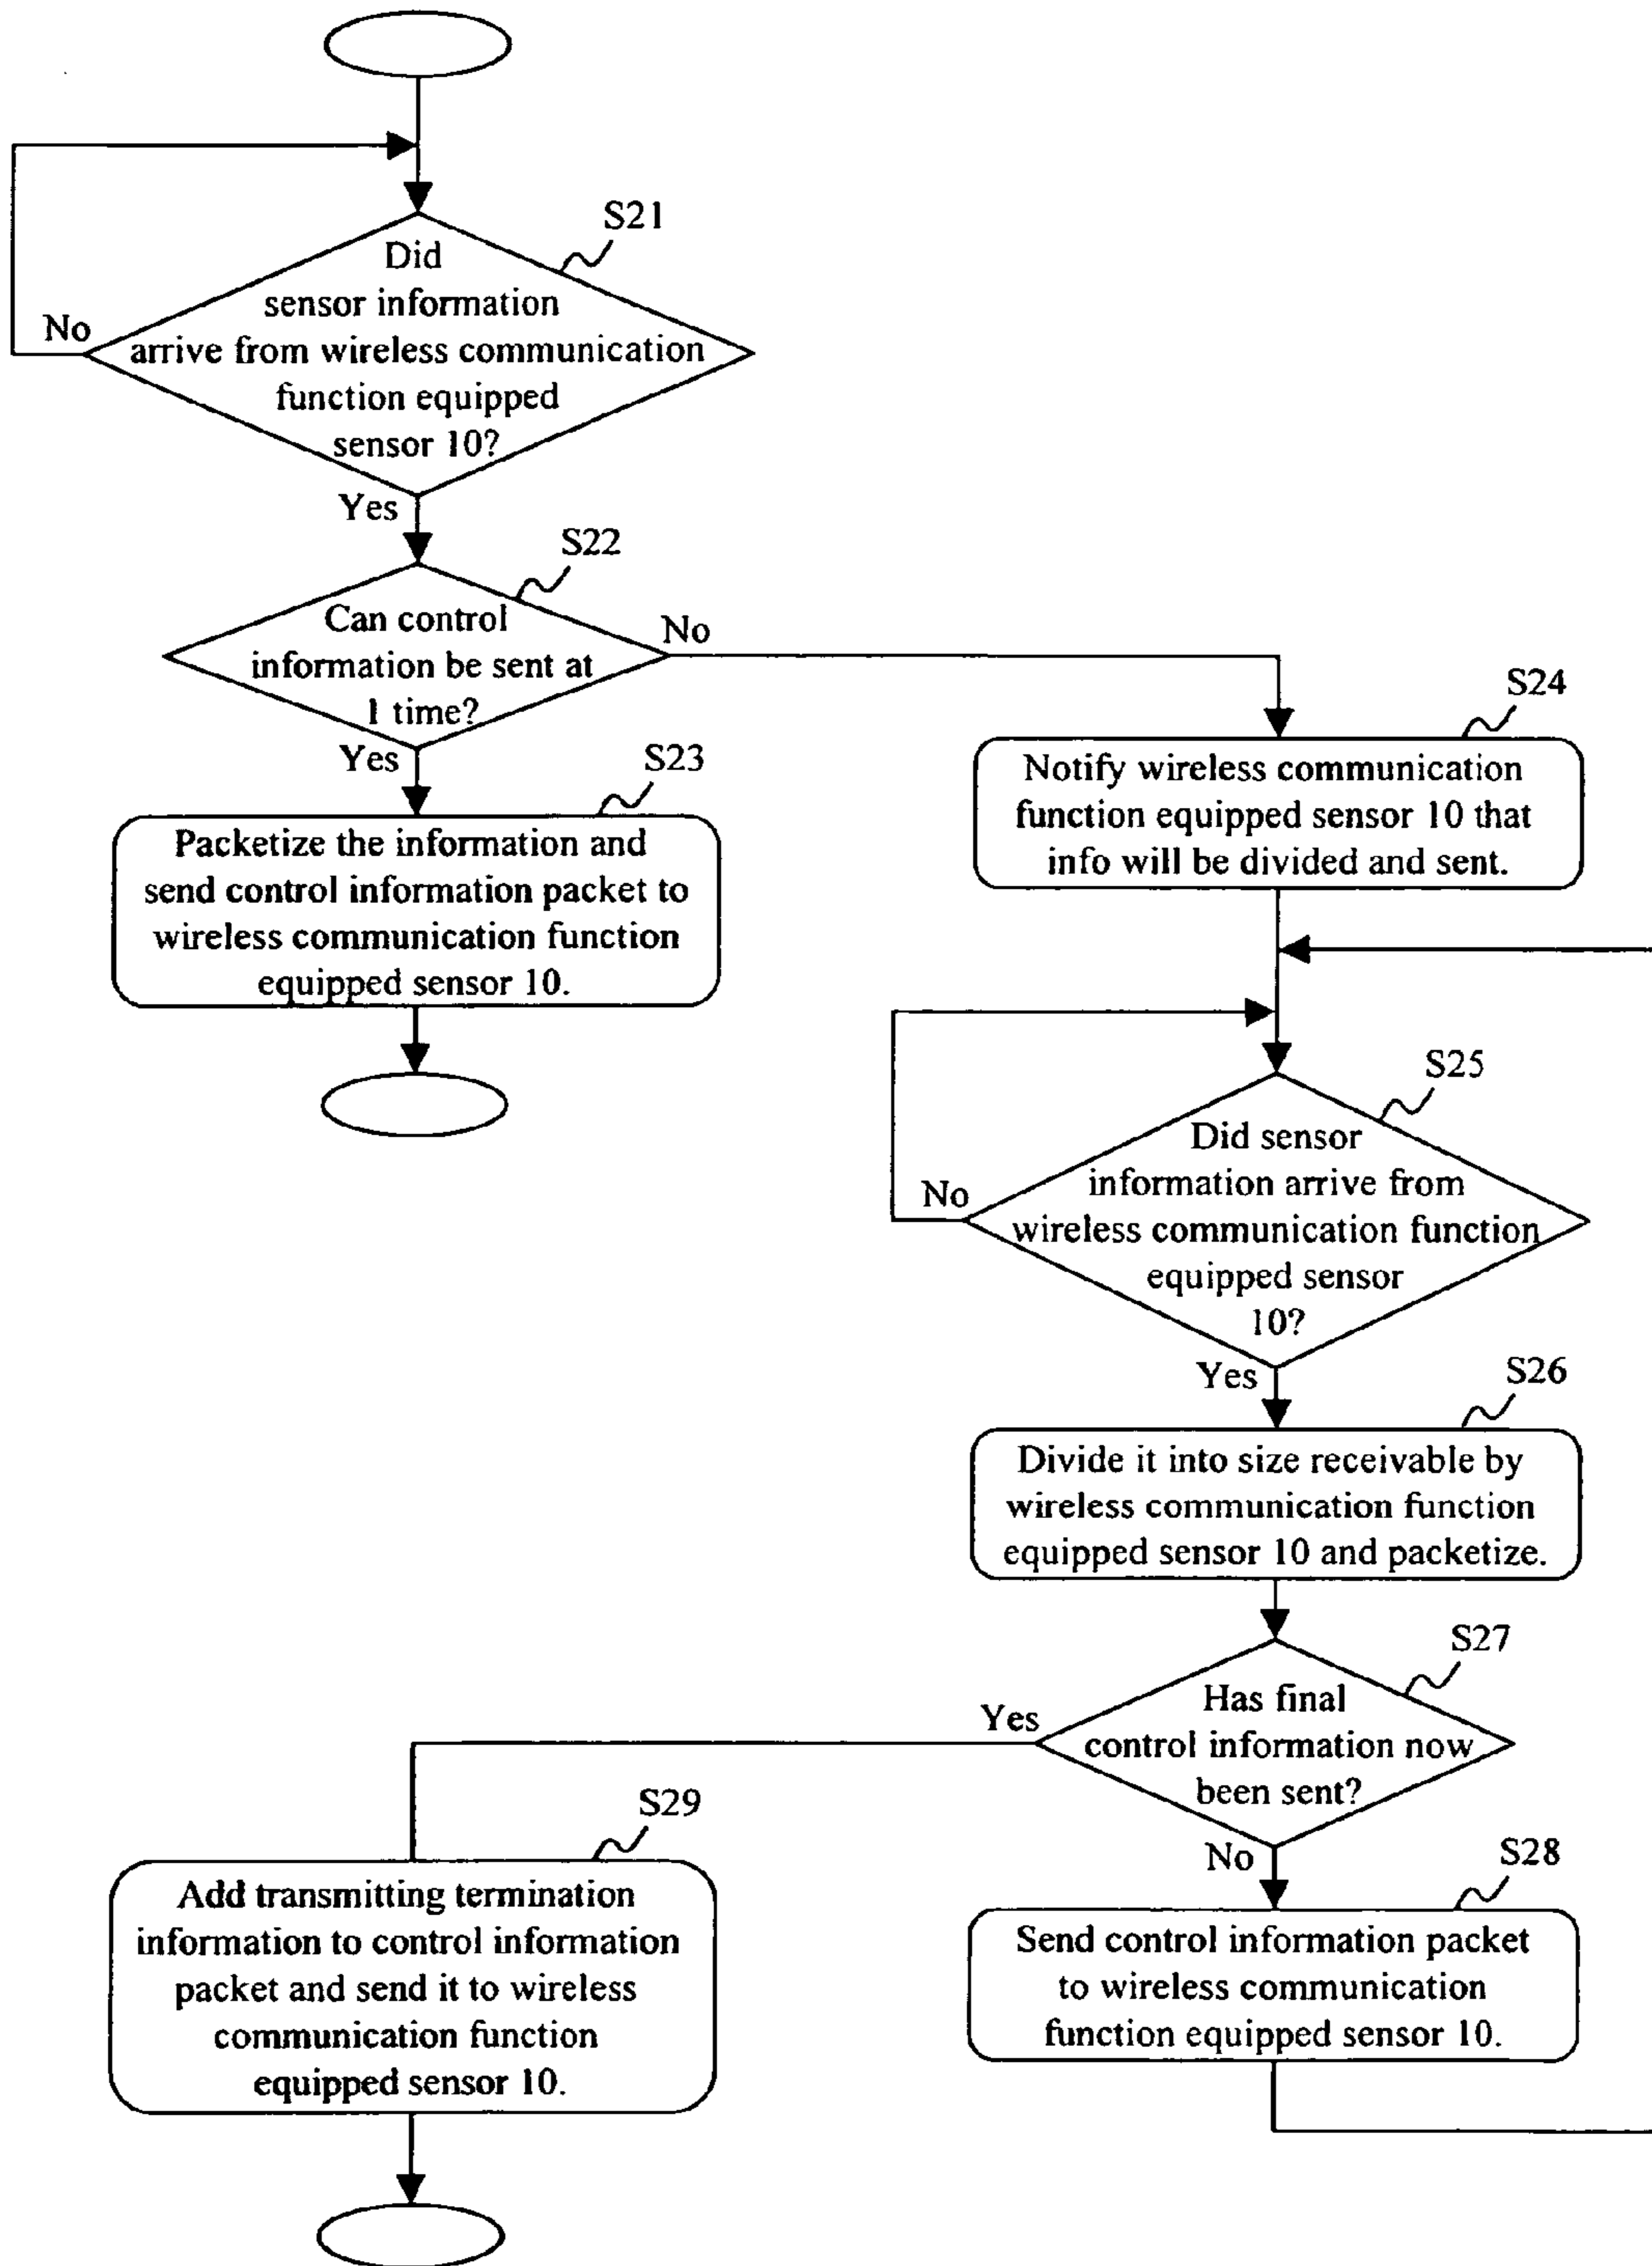 S21
Did
sensor information
arrive from wireless communication
function equipped
sensor 10?
No
Yes
S22
Can control
information be sent at
1 time?
No
Yes
S23
Packetize the information and
send control information packet to
wireless communication function
equipped sensor 10.
S24
Notify wireless communication
function equipped sensor 10 that
info will be divided and sent.
S25
Did sensor
information arrive from
wireless communication function
equipped sensor
10?
No
Yes
S26
Divide it into size receivable by
wireless communication function
equipped sensor 10 and packetize.
S27
Has final
control information now
been sent?
Yes
No
S28
Send control information packet
to wireless communication
function equipped sensor 10.
S29
Add transmitting termination
information to control information
packet and send it to wireless
communication function
equipped sensor 10.